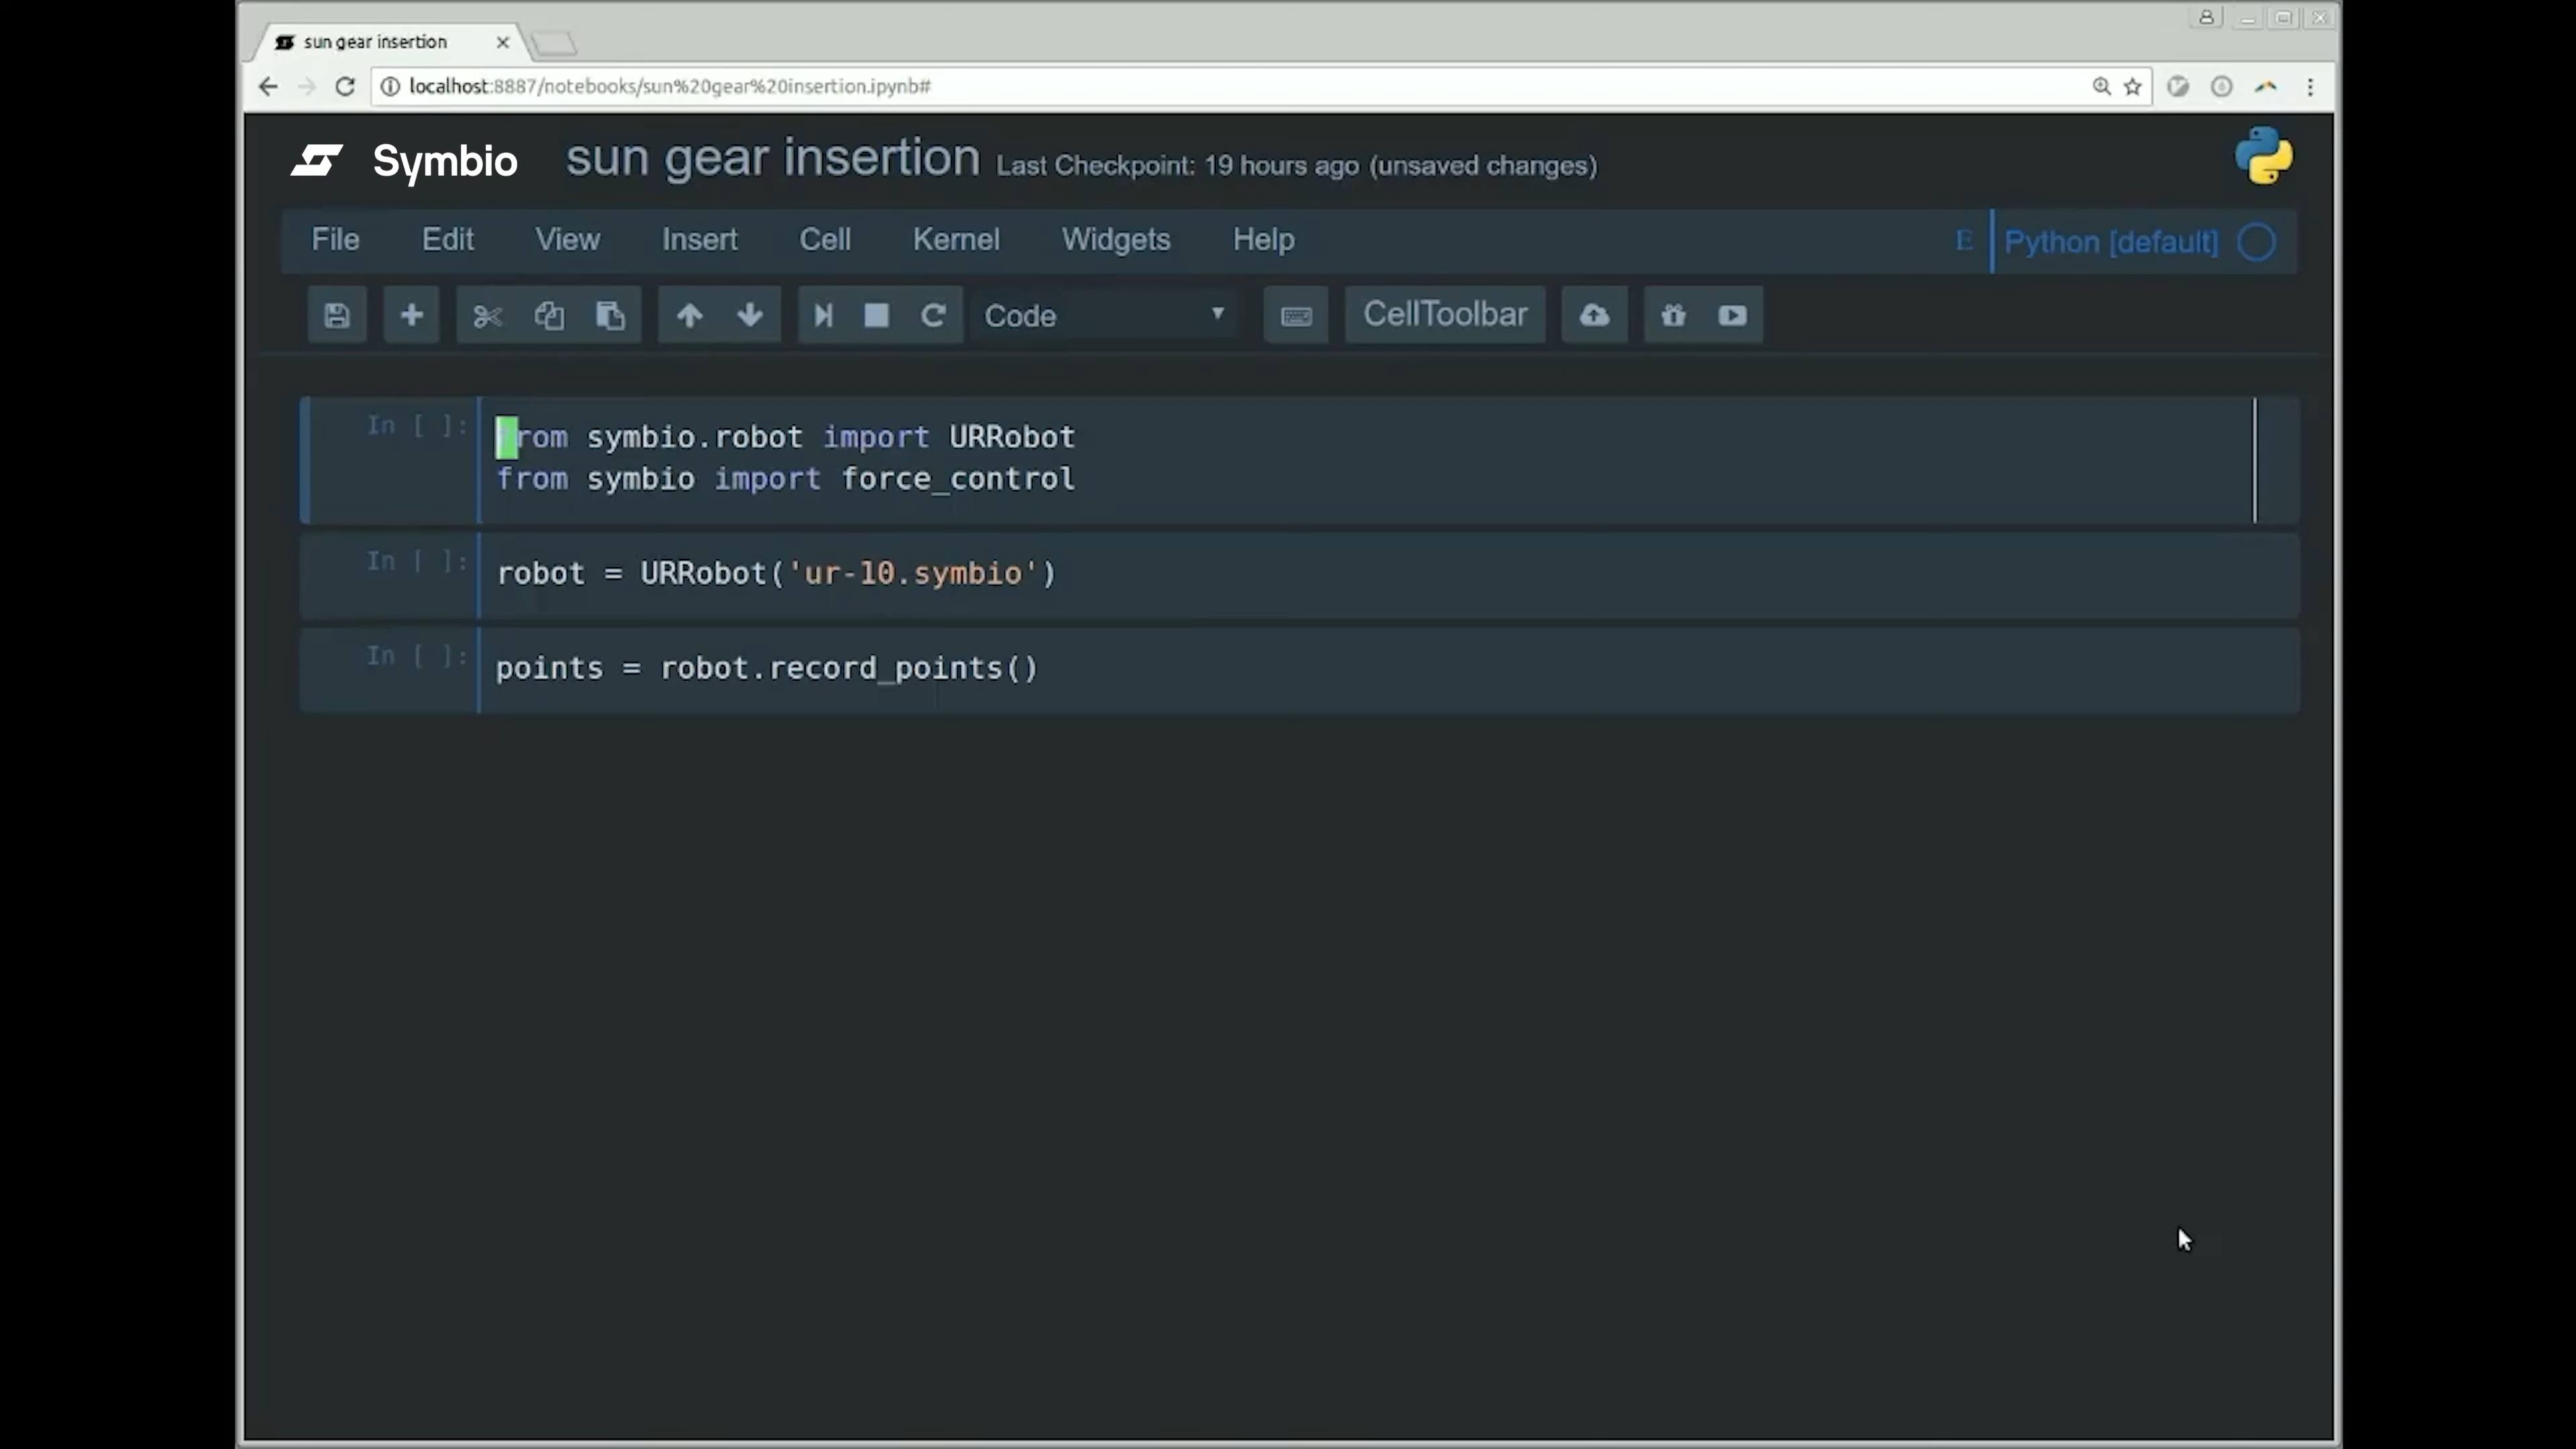 sun gear insertion
localhost:8887/notebooks/sun%20gear%20insertion.ipynb#
Symbio sun gear insertion Last Checkpoint: 19 hours ago (unsaved changes)
File Edit View Insert Cell Kernel Widgets Help E Python [default]
Code CellToolbar
In [ ]: from symbio.robot import URRobot
from symbio import force_control
In [ ]: robot = URRobot('ur-10.symbio')
In [ ]: points = robot.record_points()